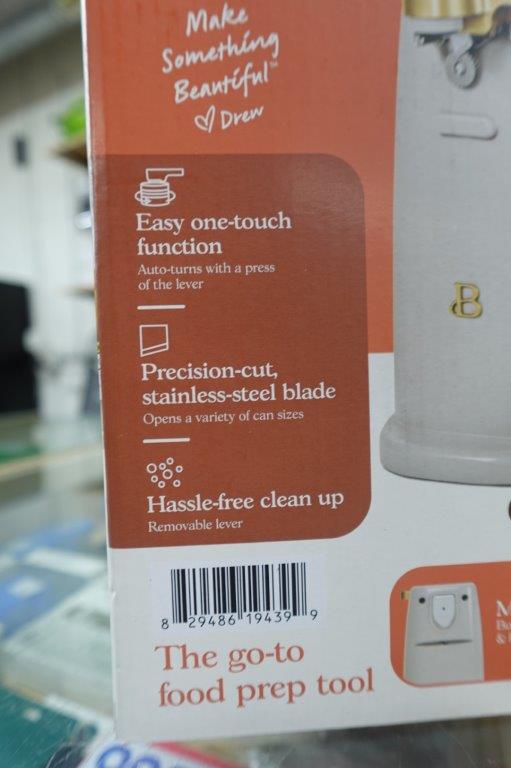 Make
Something
Beautiful™
Drew
Easy one-touch
function
Auto-turns with a press
of the lever
B
Precision-cut,
stainless-steel blade
Opens a variety of can sizes
Hassle-free clean up
Removable lever
8 29486 19439 9
The go-to
food prep tool